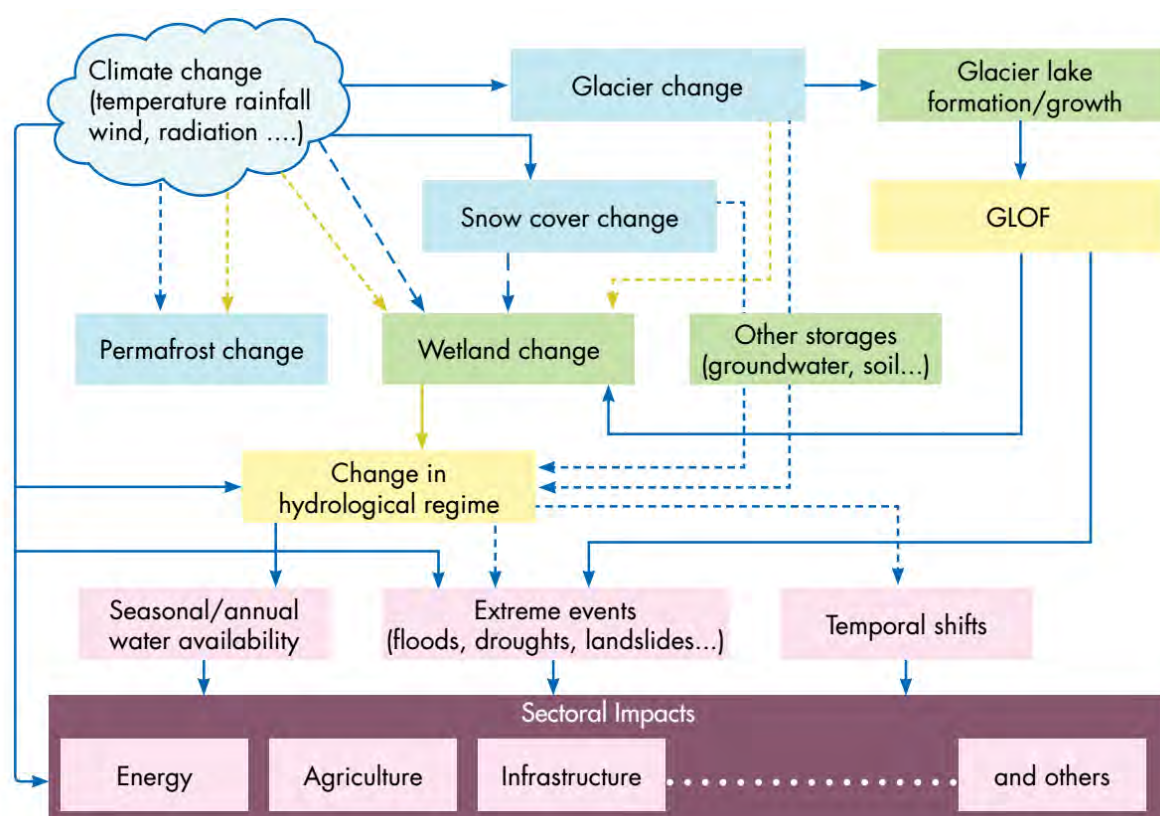 Climate change
(temperature rainfall
wind, radiation ....)
Glacier change
Glacier lake
formation/growth
Snow cover change
GLOF
Permafrost change
Wetland change
Other storages
(groundwater, soil...)
Change in
hydrological regime
Seasonal/annual
water availability
Extreme events
(floods, droughts, landslides...)
Temporal shifts
Sectoral Impacts
Energy
Agriculture
Infrastructure
and others